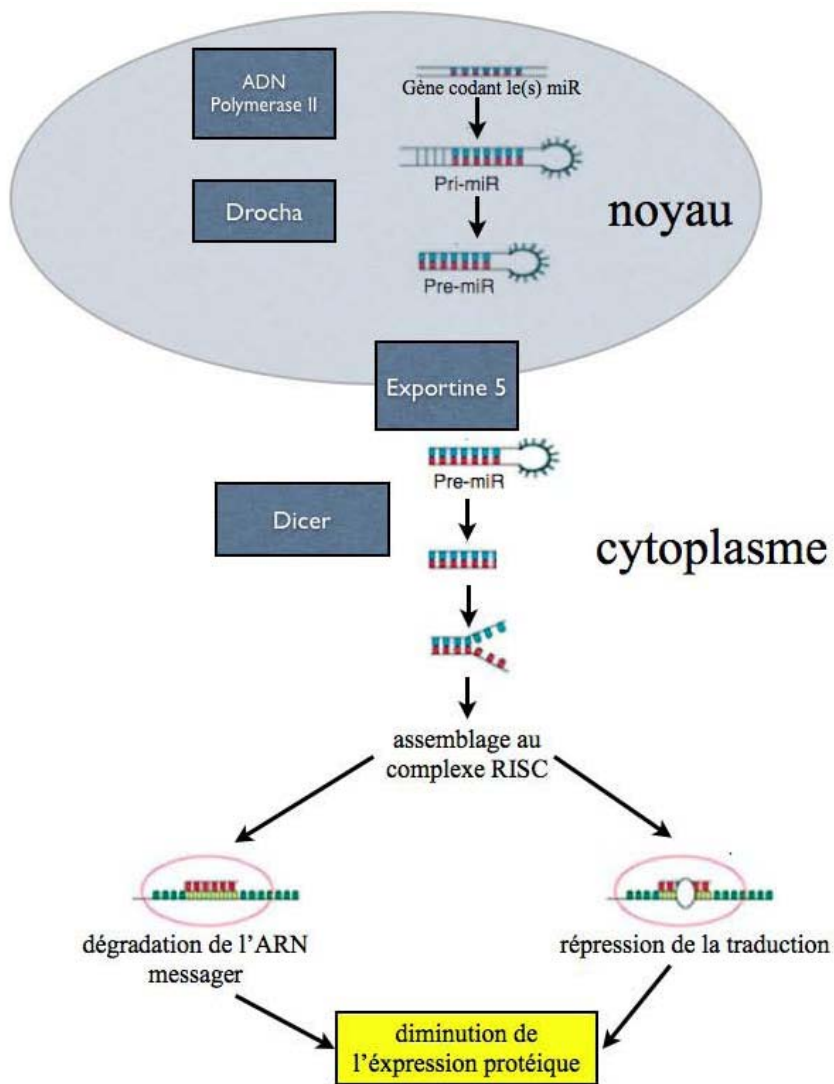 ADN
Polymerase II
Gène codant le(s) miR
Pri-miR
Drocha
noyau
Pre-miR
Exportine 5
Pre-miR
Dicer
cytoplasme
assemblage au
complexe RISC
dégradation de l'ARN
messager
répression de la traduction
diminution de
l'éxpression protéique